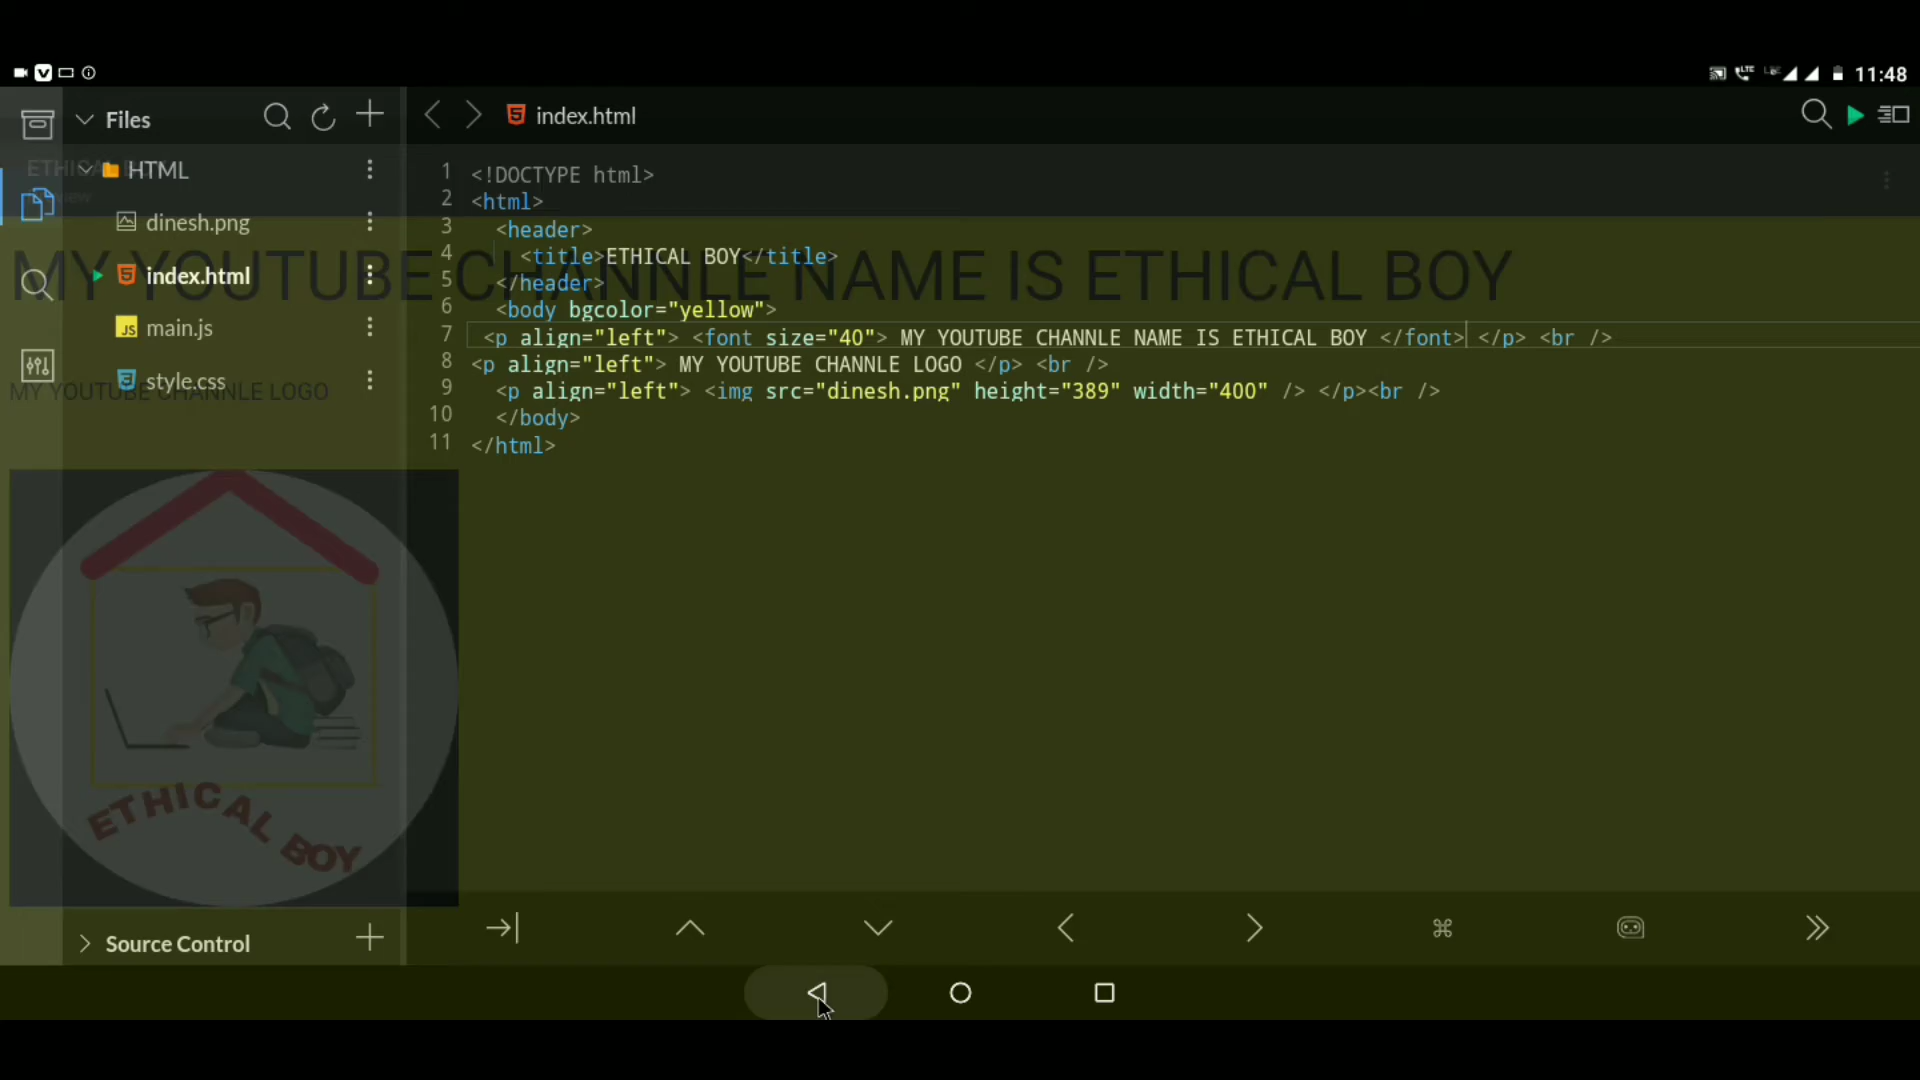 11:48
Files
index.html
HTML
dinesh.png
index.html
main.js
style.css
Source Control
1 <!DOCTYPE html>
2 <html>
3 <header>
4 <title>ETHICAL BOY</title>
5 </header>
6 <body bgcolor="yellow">
7 <p align="left"> <font size="40"> MY YOUTUBE CHANNLE NAME IS ETHICAL BOY </font> </p> <br />
8 <p align="left"> MY YOUTUBE CHANNLE LOGO </p> <br />
9 <p align="left"> <img src="dinesh.png" height="389" width="400" /> </p><br />
10 </body>
11 </html>
MY YOUTUBE CHANNLE NAME IS ETHICAL BOY
MY YOUTUBE CHANNLE LOGO
ETHICAL BOY